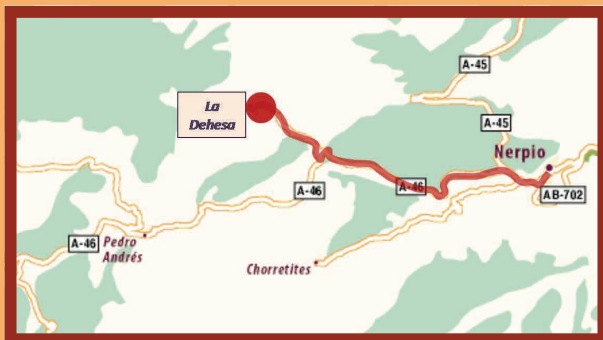 A-45
La
Dehesa
A-45
Nerpio
A-46
A-46
AB-702
A-46
Pedro
Andrés
Chorretites